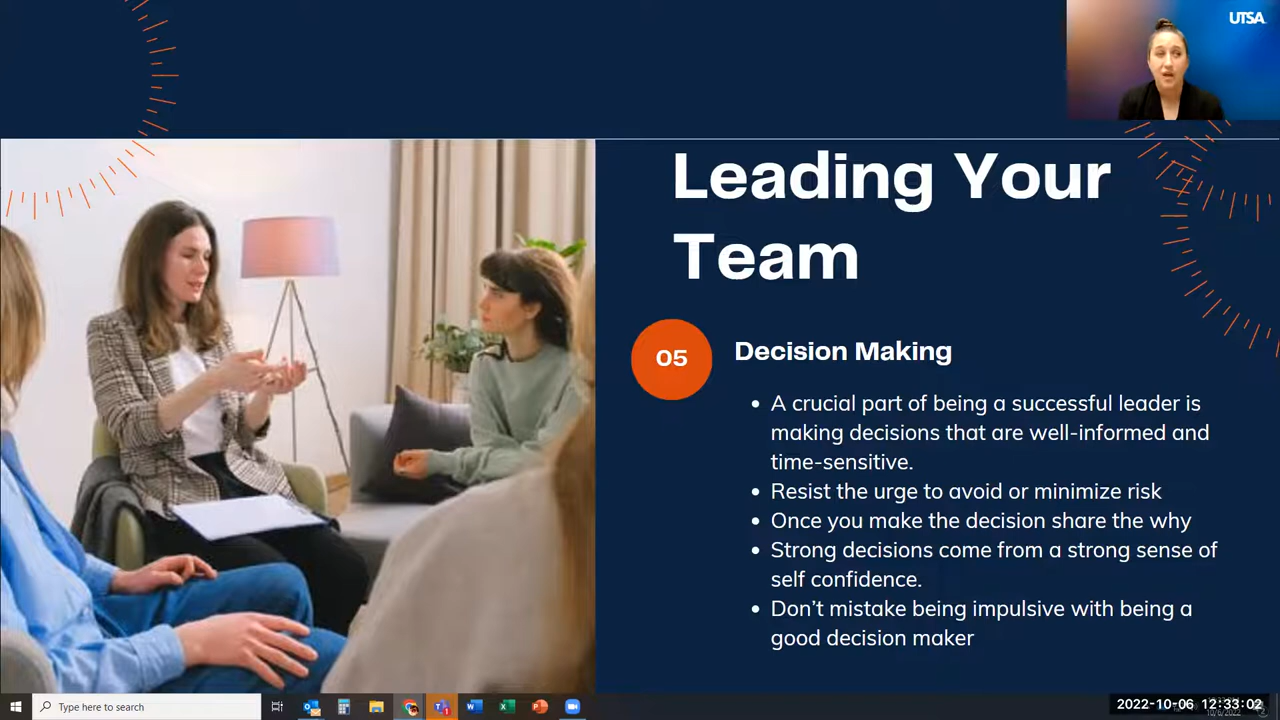 UTSA
Leading Your
Team
05
Decision Making
• A crucial part of being a successful leader is
making decisions that are well-informed and
time-sensitive.
• Resist the urge to avoid or minimize risk
• Once you make the decision share the why
• Strong decisions come from a strong sense of
self confidence.
• Don’t mistake being impulsive with being a
good decision maker
Type here to search
2022-10-06 12:33:02